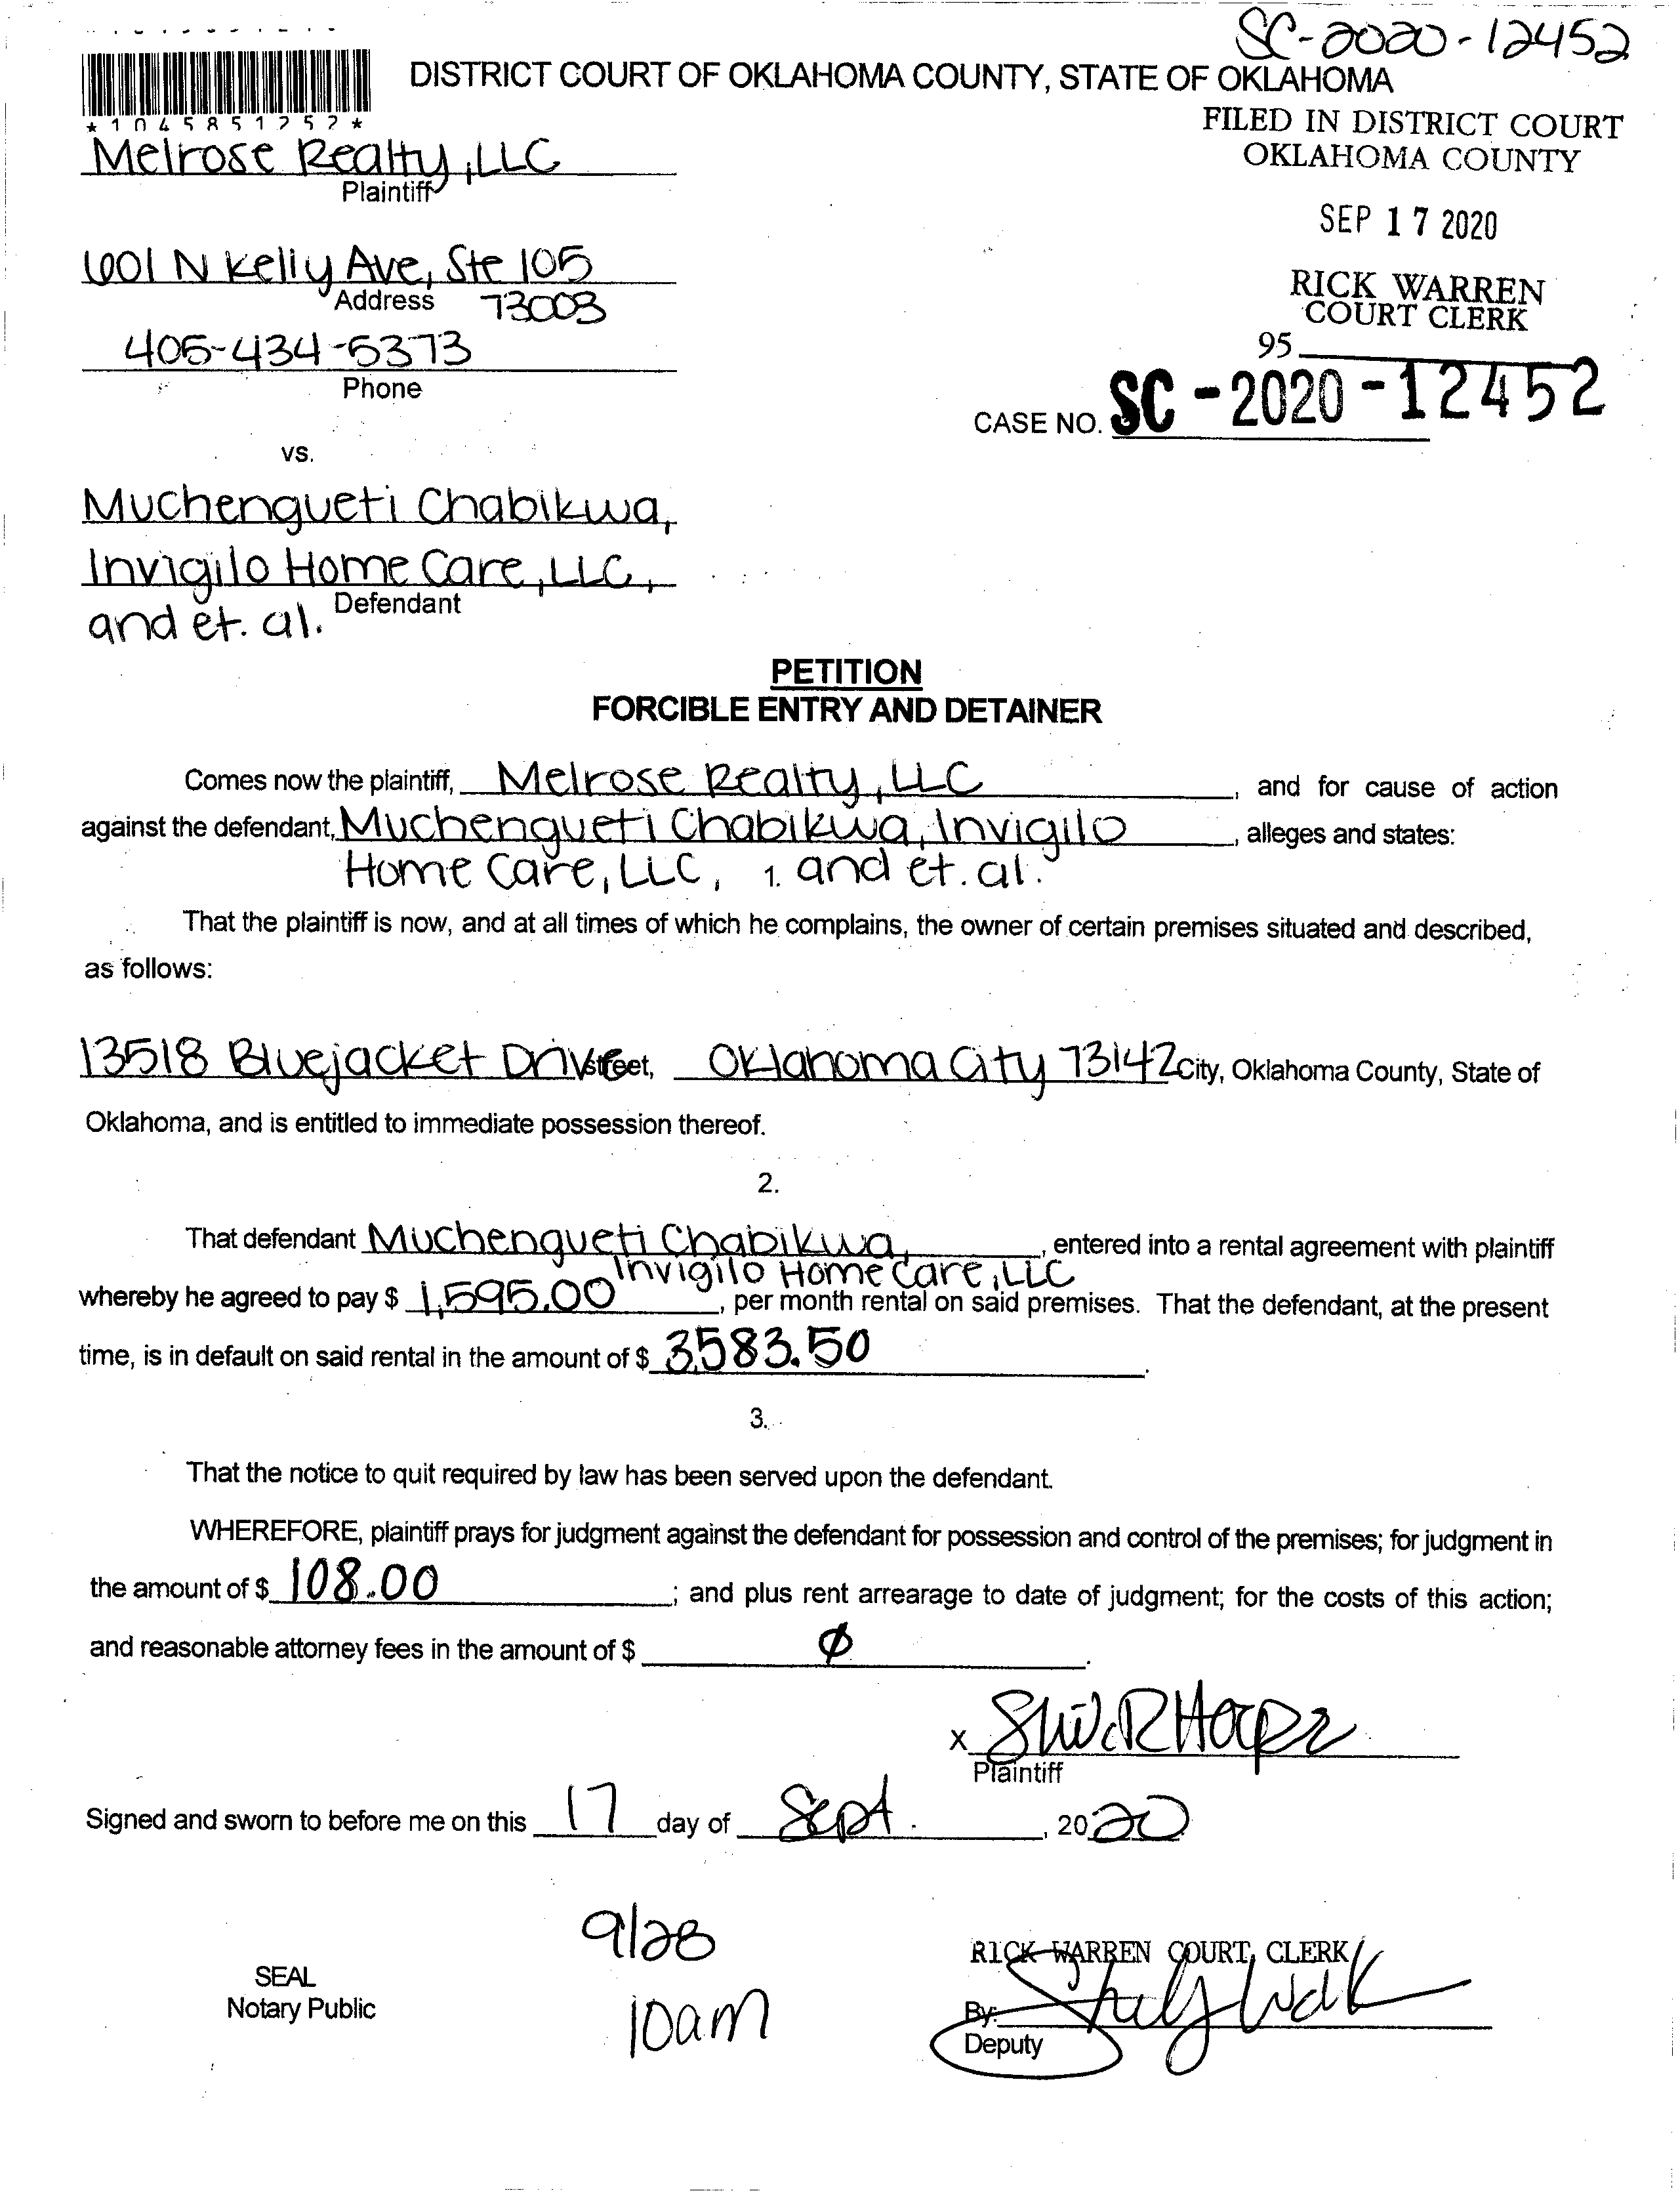 SC-2020-12452
DISTRICT COURT OF OKLAHOMA COUNTY, STATE OF OKLAHOMA
*1045851252*
FILED IN DISTRICT COURT
OKLAHOMA COUNTY
Melrose Realty, LLC
Plaintiff
SEP 17 2020
601 N Kelly Ave, Ste 105
Address 73003
RICK WARREN
COURT CLERK
405-434-5373
95
Phone
CASE NO. SC-2020-12452
vs.
Muchengueti Chabikwa,
Invigilo Home Care, LLC,
Defendant
and et. al.
PETITION
FORCIBLE ENTRY AND DETAINER
Comes now the plaintiff, Melrose Realty, LLC, and for cause of action
against the defendant, Muchengueti Chabikwa, Invigilo, alleges and states:
Home Care, LLC, 1. and et. al.
That the plaintiff is now, and at all times of which he complains, the owner of certain premises situated and described,
as follows:
13518 Bluejacket Drive Street, Oklahoma City 73142 City, Oklahoma County, State of
Oklahoma, and is entitled to immediate possession thereof.
2.
That defendant Muchengueti Chabikwa, , entered into a rental agreement with plaintiff
Invigilo Home Care, LLC
whereby he agreed to pay $ 1,595.00, per month rental on said premises. That the defendant, at the present
time, is in default on said rental in the amount of $ 3,583.50.
3.
That the notice to quit required by law has been served upon the defendant.
WHEREFORE, plaintiff prays for judgment against the defendant for possession and control of the premises; for judgment in
the amount of $ 108.00; and plus rent arrearage to date of judgment; for the costs of this action;
and reasonable attorney fees in the amount of $ Ø.
x
Plaintiff
Signed and sworn to before me on this 17 day of Sept., 2020
9/28
RICK WARREN COURT CLERK
SEAL
Notary Public
10am
By:
Deputy